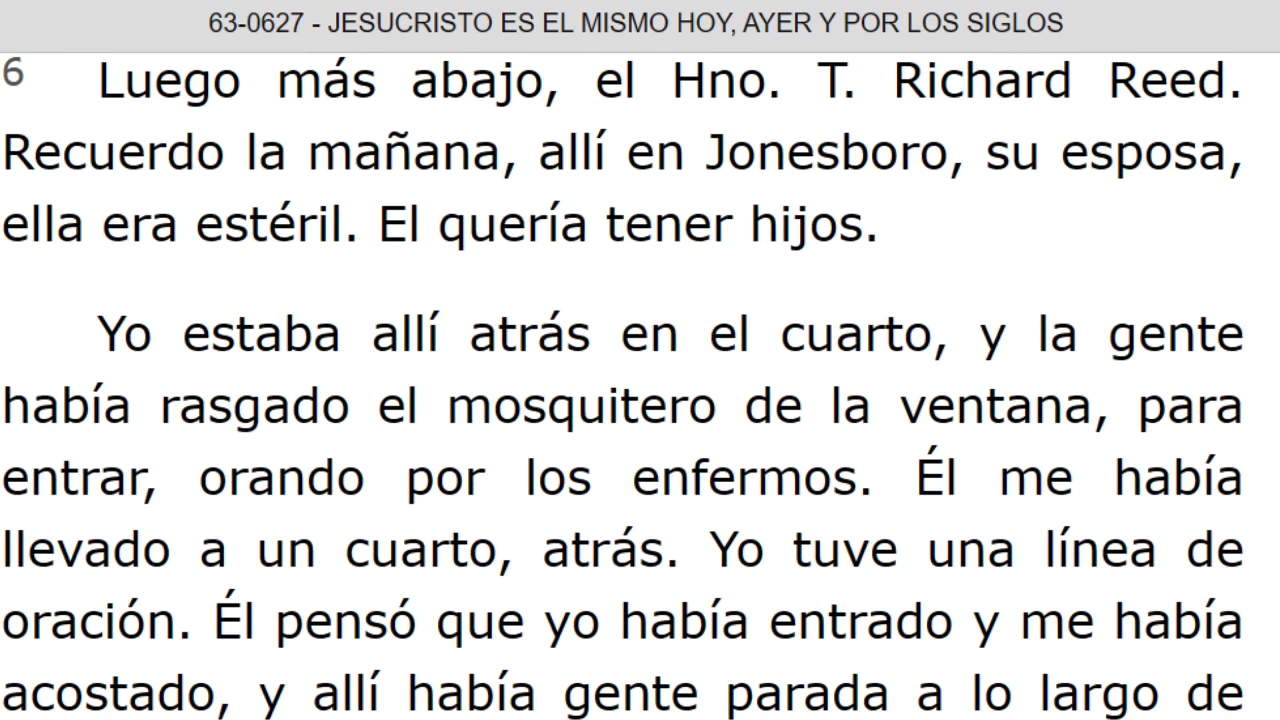 63-0627 - JESUCRISTO ES EL MISMO HOY, AYER Y POR LOS SIGLOS
6 Luego más abajo, el Hno. T. Richard Reed.
Recuerdo la mañana, allí en Jonesboro, su esposa,
ella era estéril. El quería tener hijos.
Yo estaba allí atrás en el cuarto, y la gente
había rasgado el mosquitero de la ventana, para
entrar, orando por los enfermos. Él me había
llevado a un cuarto, atrás. Yo tuve una línea de
oración. Él pensó que yo había entrado y me había
acostado, y allí había gente parada a lo largo de